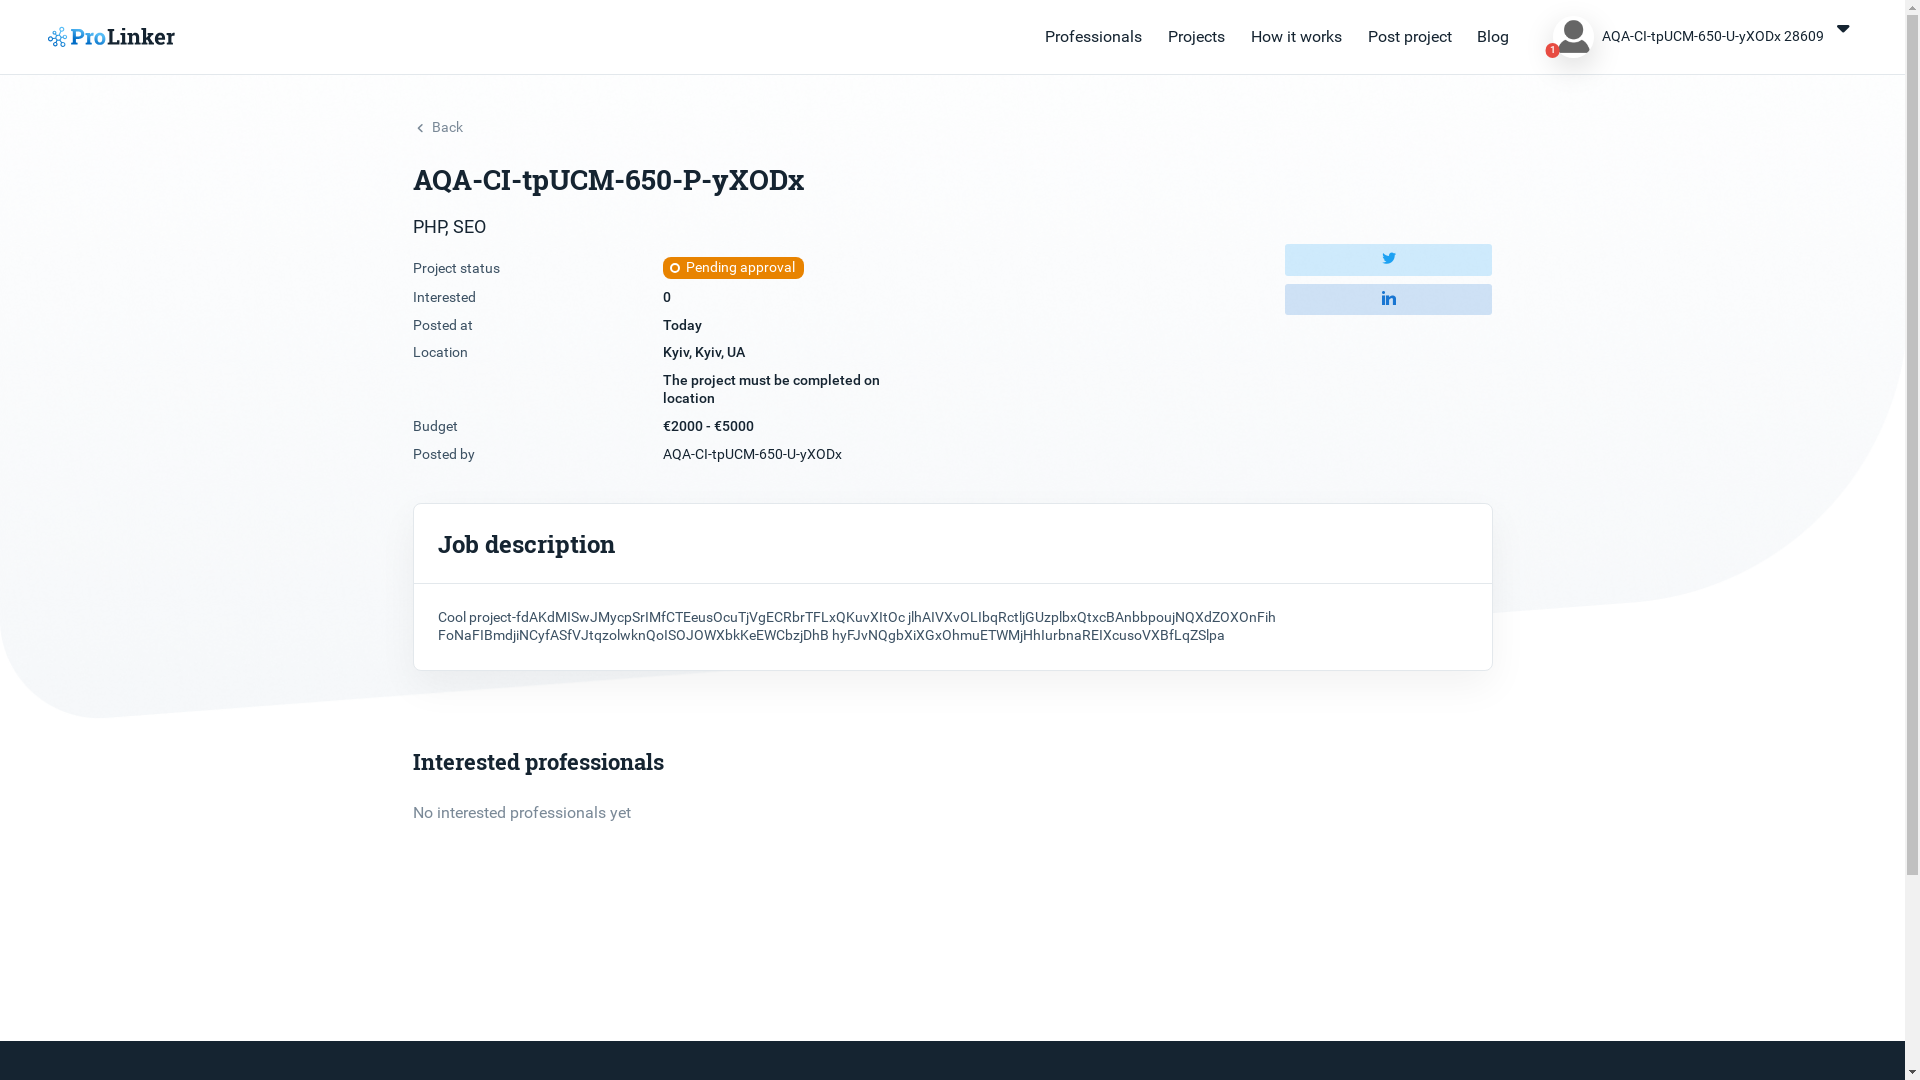 ProLinker
Professionals
Projects
How it works
Post project
Blog
1
AQA-CI-tpUCM-650-U-yXODx 28609
Back
AQA-CI-tpUCM-650-P-yXODx
PHP, SEO
Project status
Pending approval
Interested
0
Posted at
Today
Location
Kyiv, Kyiv, UA
The project must be completed on
location
Budget
€2000 - €5000
Posted by
AQA-CI-tpUCM-650-U-yXODx
Job description
Cool project-fdAKdMISwJMycpSrIMfCTEeusOcuTjVgECRbrTFLxQKuvXItOc jlhAIVXvOLIbqRctljGUzplbxQtxcBAnbbpoujNQXdZOXOnFih
FoNaFIBmdjiNCyfASfVJtqzolwknQoISOJOWXbkKeEWCbzjDhB hyFJvNQgbXiXGxOhmuETWMjHhIurbnaREIXcusoVXBfLqZSlpa
Interested professionals
No interested professionals yet